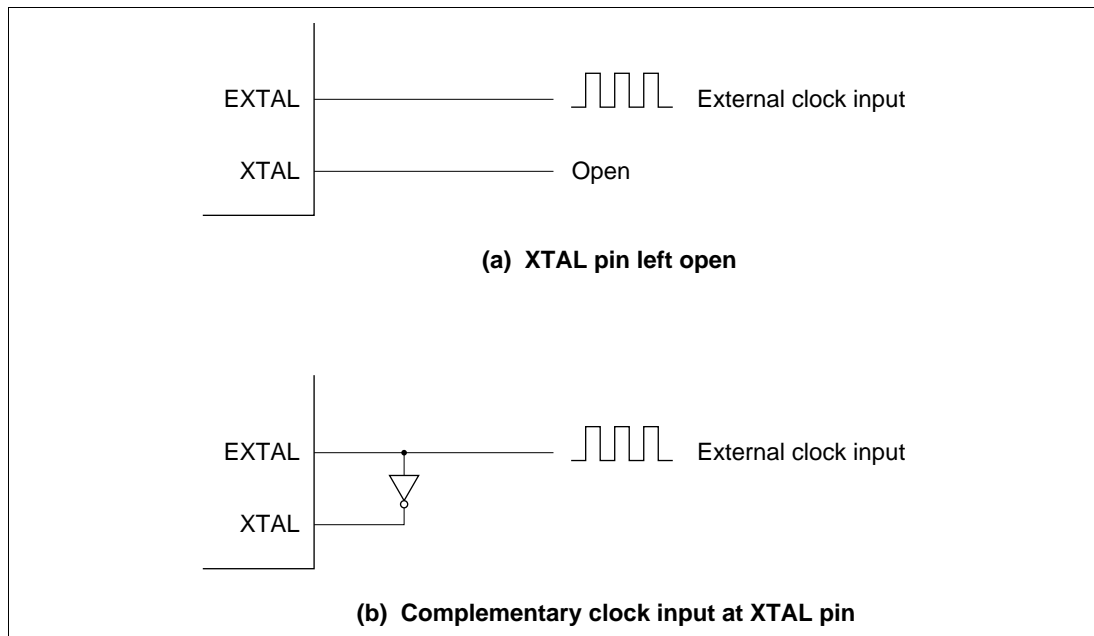 EXTAL External clock input
XTAL Open
(a) XTAL pin left open
EXTAL External clock input
XTAL
(b) Complementary clock input at XTAL pin